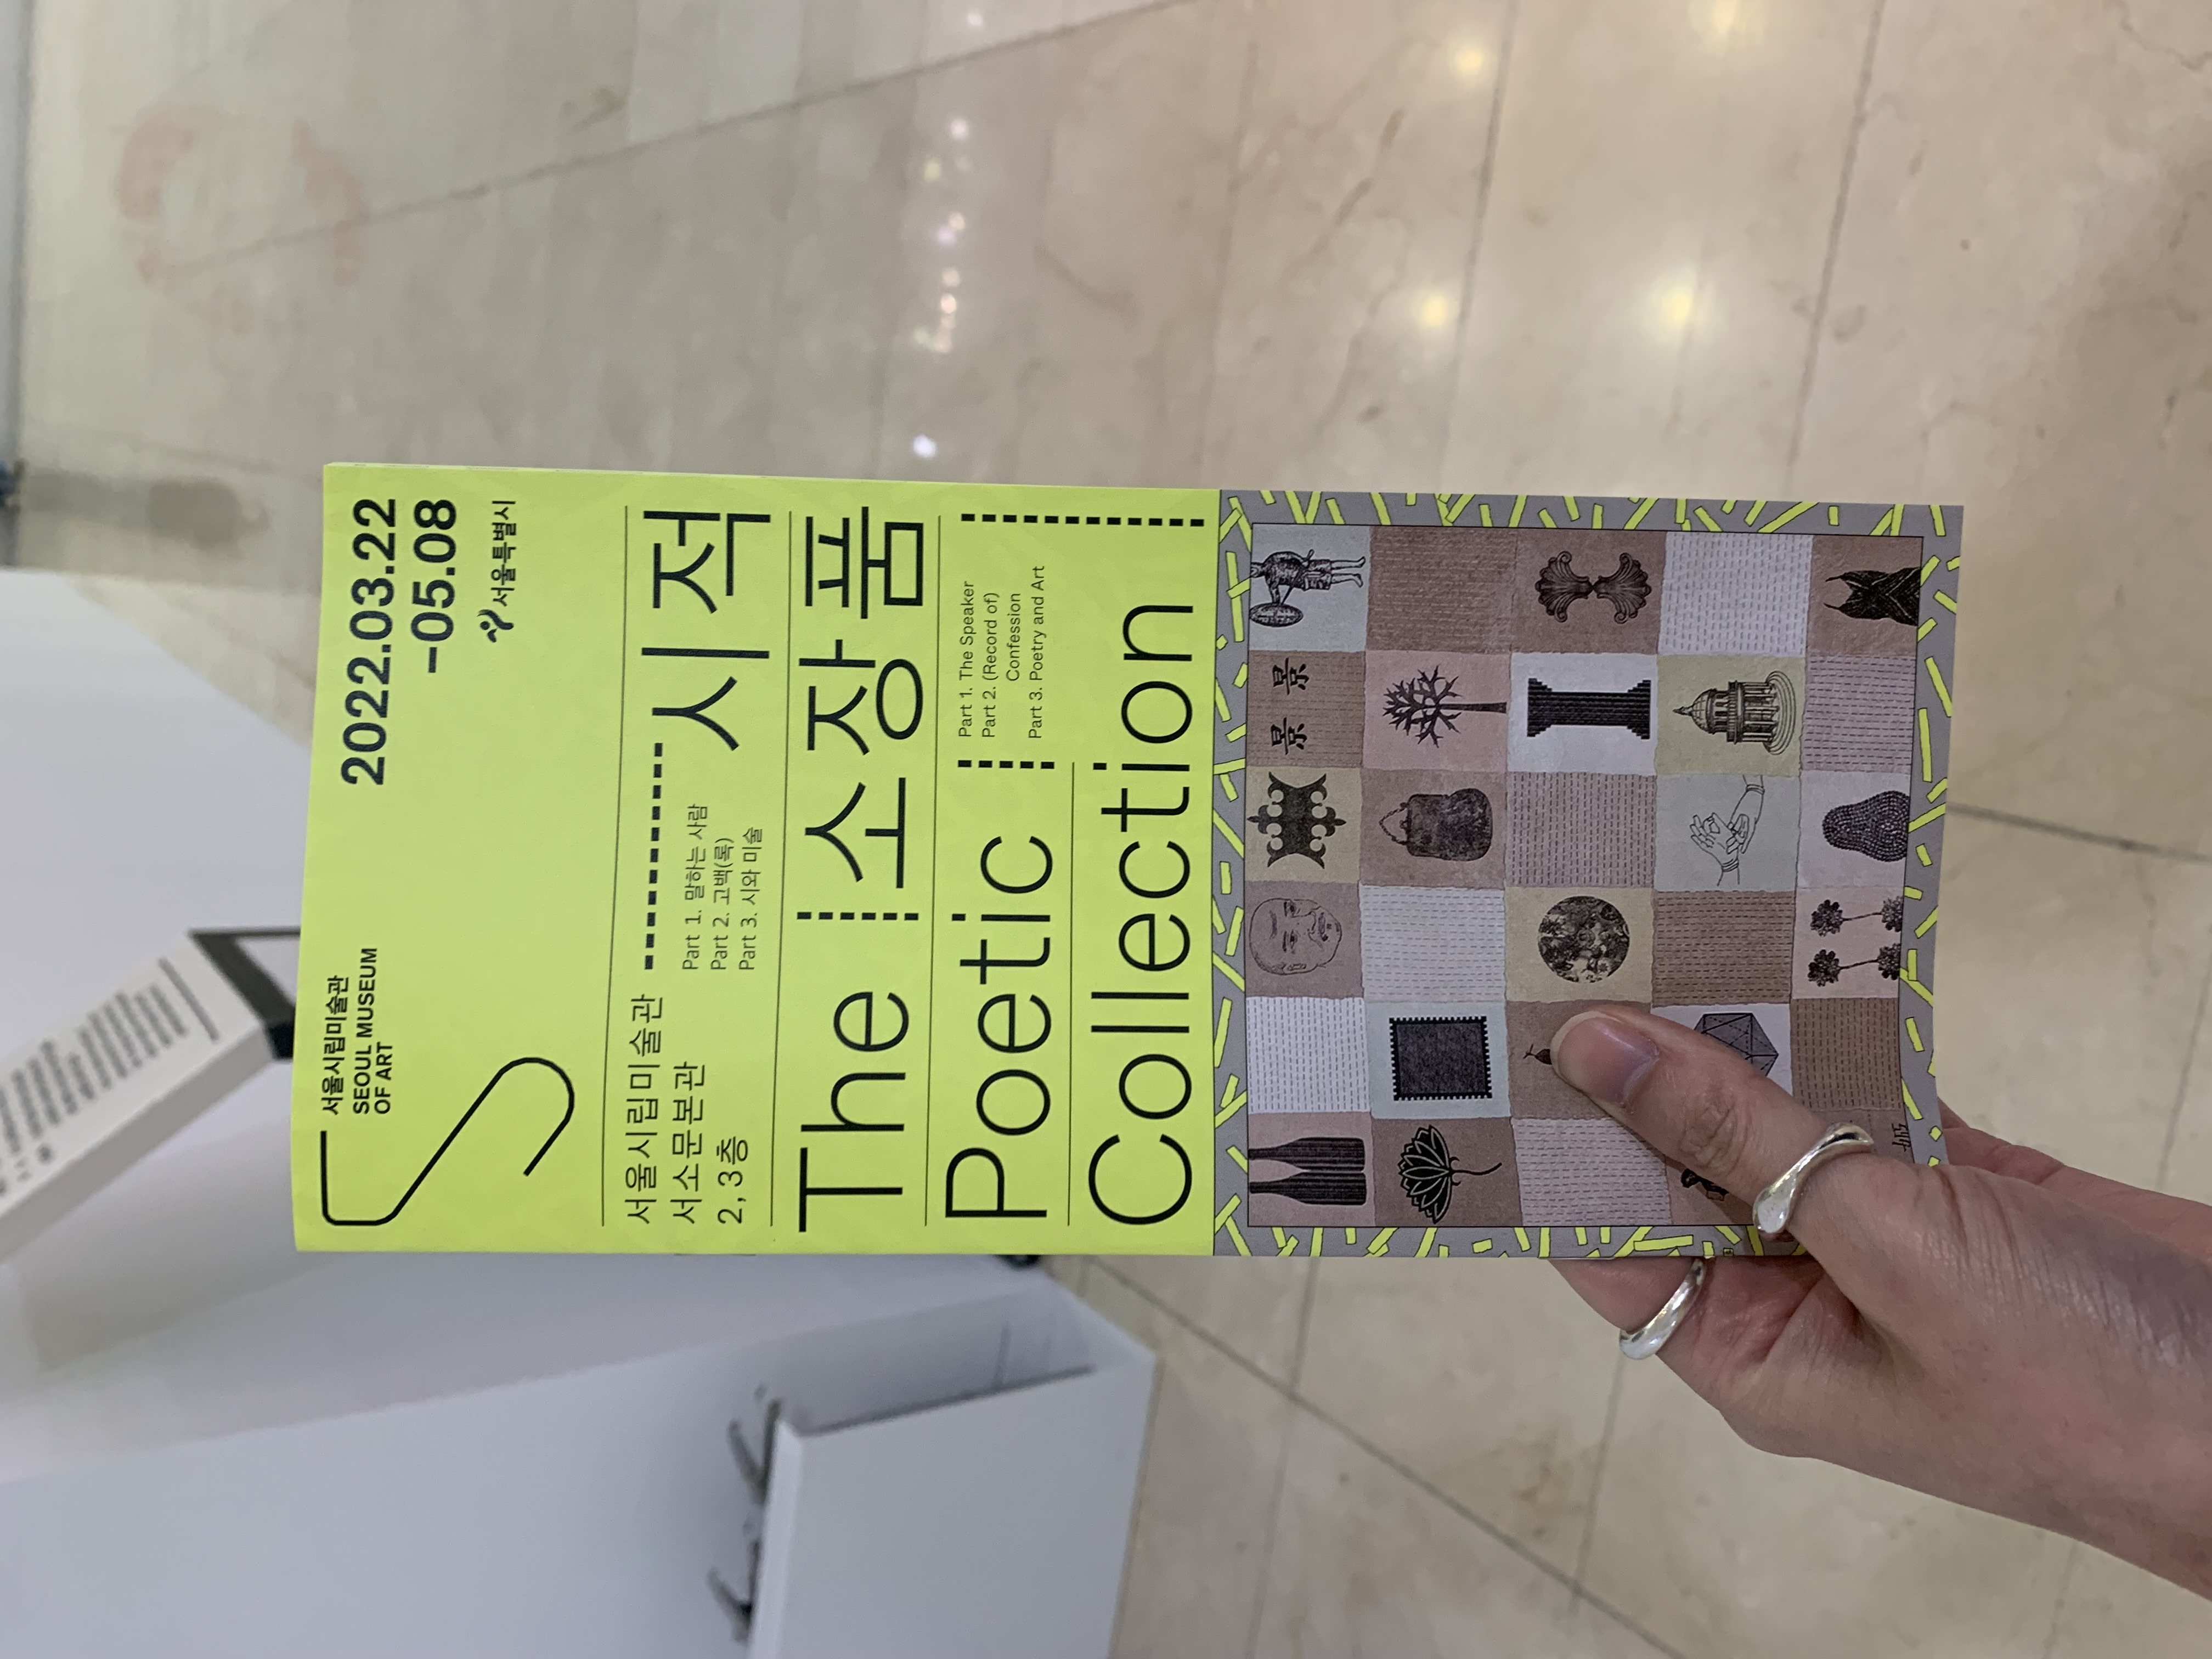 서울시립미술관
SEOUL MUSEUM
OF ART
2022.03.22
–05.08
서울특별시
서울시립미술관
서소문본관
2,3층
Part 1. 말하는 사람
Part 2. 고백(록)
Part 3. 시와 미술
시적
The
소장품
Poetic
Part 1. The Speaker
Part 2. (Record of)
Confession
Part 3. Poetry and Art
Collection
景 景